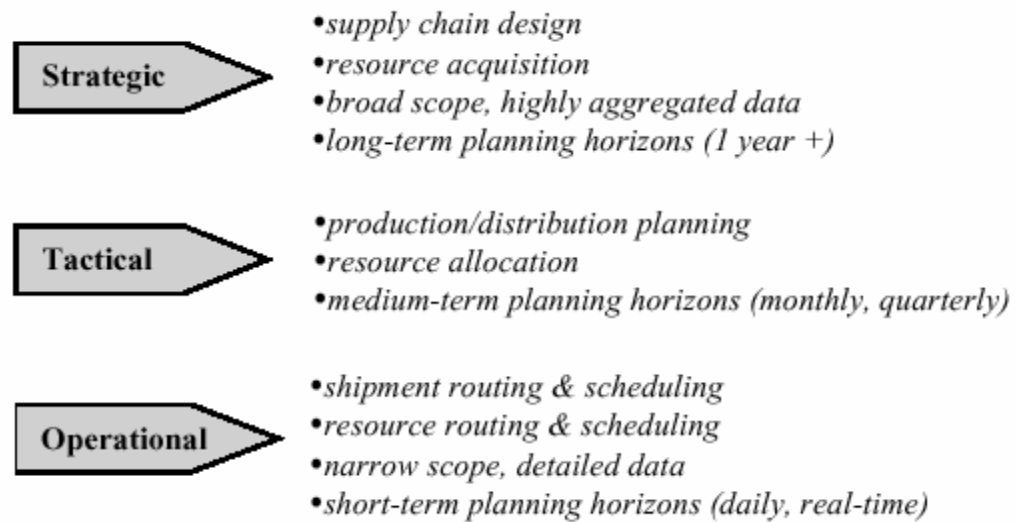 Strategic
•supply chain design
•resource acquisition
•broad scope, highly aggregated data
•long-term planning horizons (1 year +)
Tactical
•production/distribution planning
•resource allocation
•medium-term planning horizons (monthly, quarterly)
Operational
•shipment routing & scheduling
•resource routing & scheduling
•narrow scope, detailed data
•short-term planning horizons (daily, real-time)